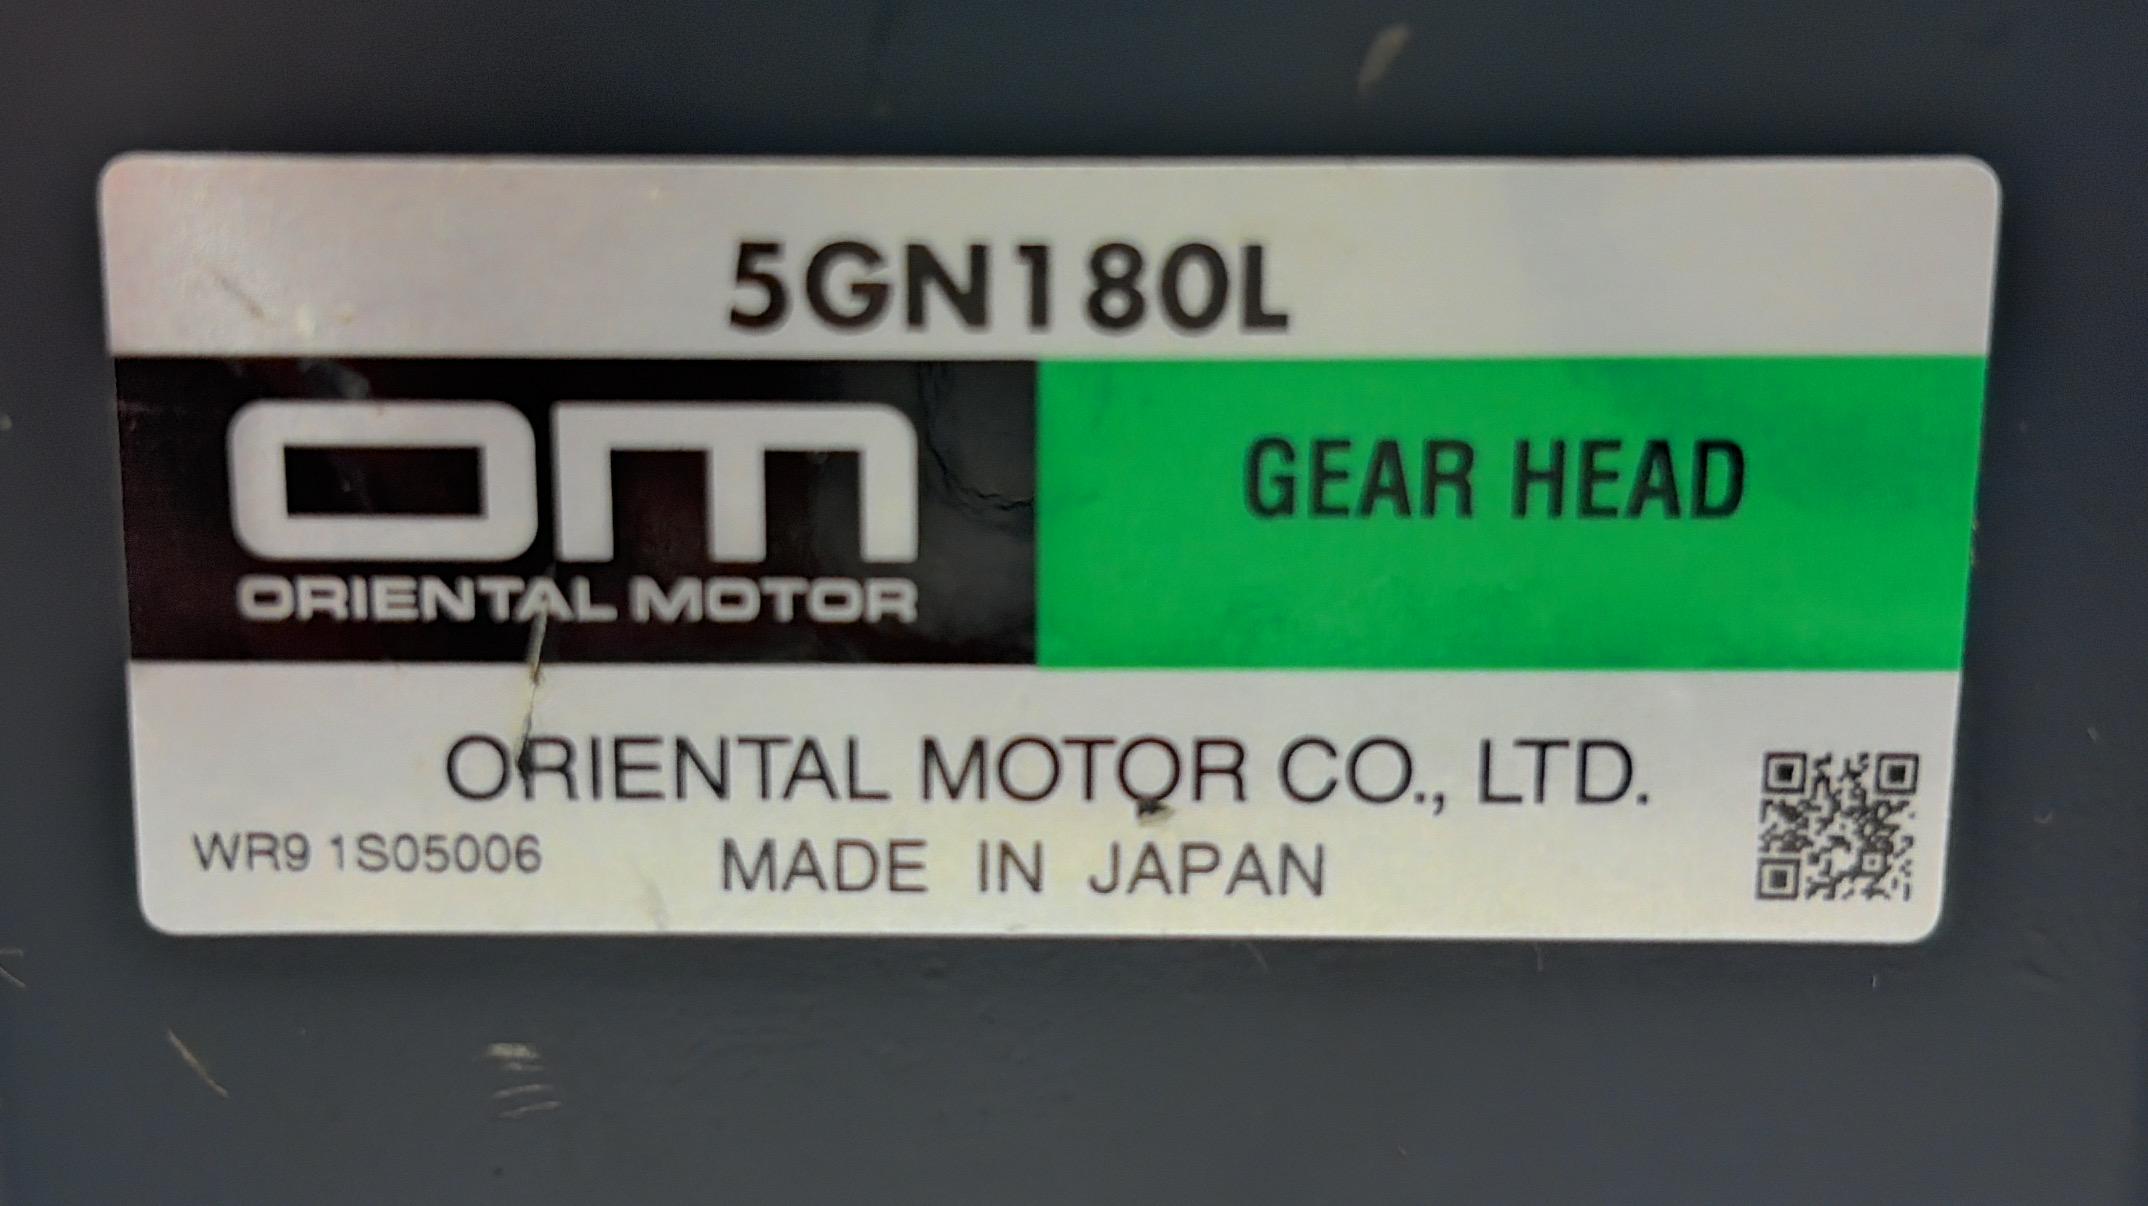 5GN180L
om
ORIENTAL MOTOR
GEAR HEAD
ORIENTAL MOTOR CO., LTD.
WR9 1S05006
MADE IN JAPAN